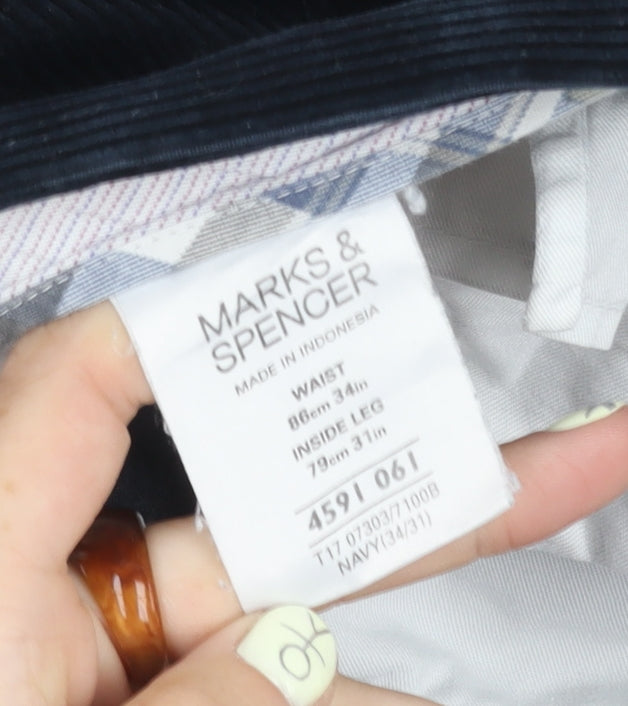 MARKS &
SPENCER
MADE IN INDONESIA
WAIST
86cm 34in
INSIDE LEG
79cm 31in
4591 061
T17 07303/7100B
NAVY(34/31)
OK